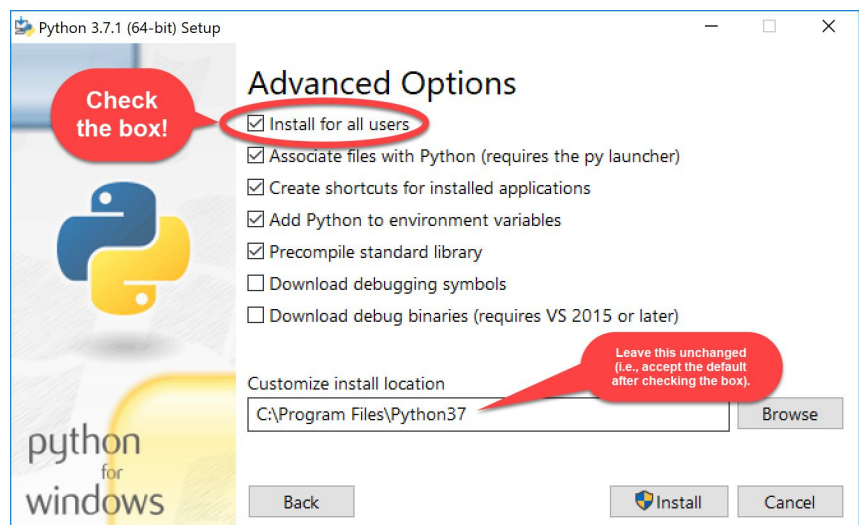 Python 3.7.1 (64-bit) Setup
Advanced Options
Check
the box!
Install for all users
Associate files with Python (requires the py launcher)
Create shortcuts for installed applications
Add Python to environment variables
Precompile standard library
Download debugging symbols
Download debug binaries (requires VS 2015 or later)
Leave this unchanged
(i.e., accept the default
after checking the box).
Customize install location
C:\Program Files\Python37
Browse
python
for
windows
Back
Install
Cancel